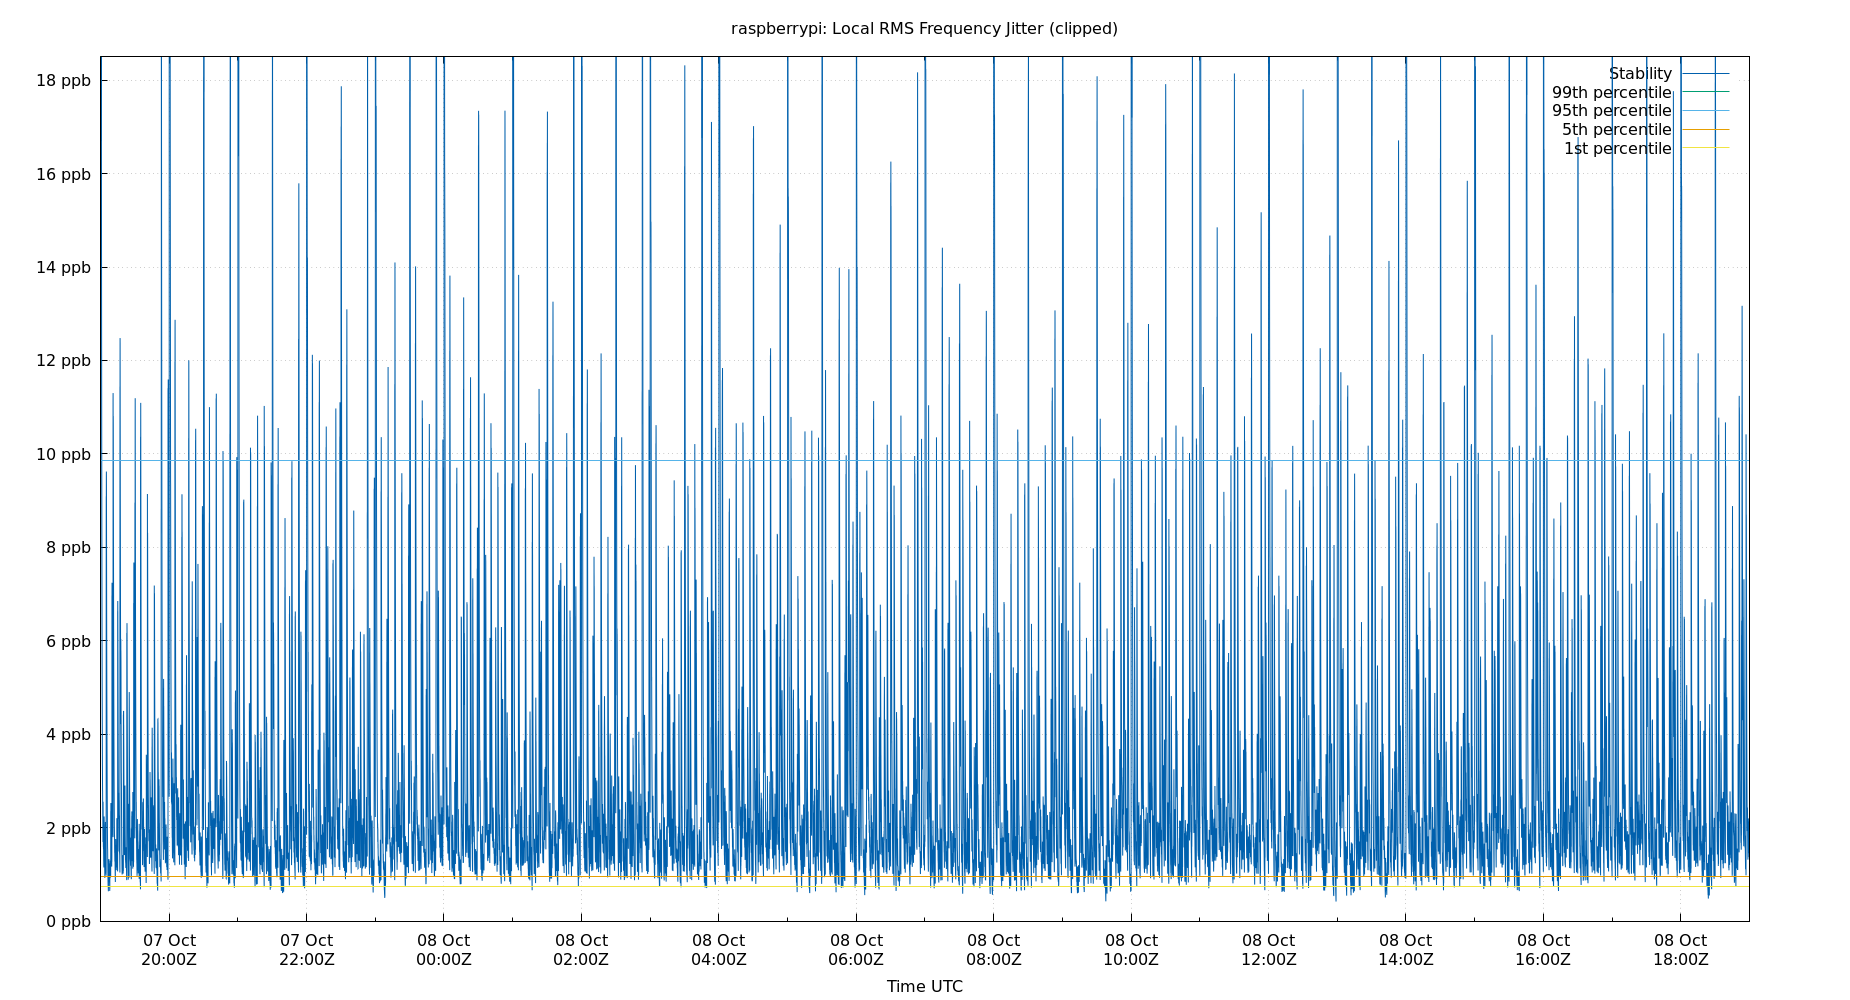 raspberrypi: Local RMS Frequency Jitter (clipped)
18 ppb
16 ppb
14 ppb
12 ppb
10 ppb
8 ppb
6 ppb
4 ppb
2 ppb
0 ppb
Stability
99th percentile
95th percentile
5th percentile
1st percentile
07 Oct 07 Oct 08 Oct 08 Oct 08 Oct 08 Oct 08 Oct 08 Oct 08 Oct 08 Oct 08 Oct 08 Oct
20:00Z 22:00Z 00:00Z 02:00Z 04:00Z 06:00Z 08:00Z 10:00Z 12:00Z 14:00Z 16:00Z 18:00Z
Time UTC